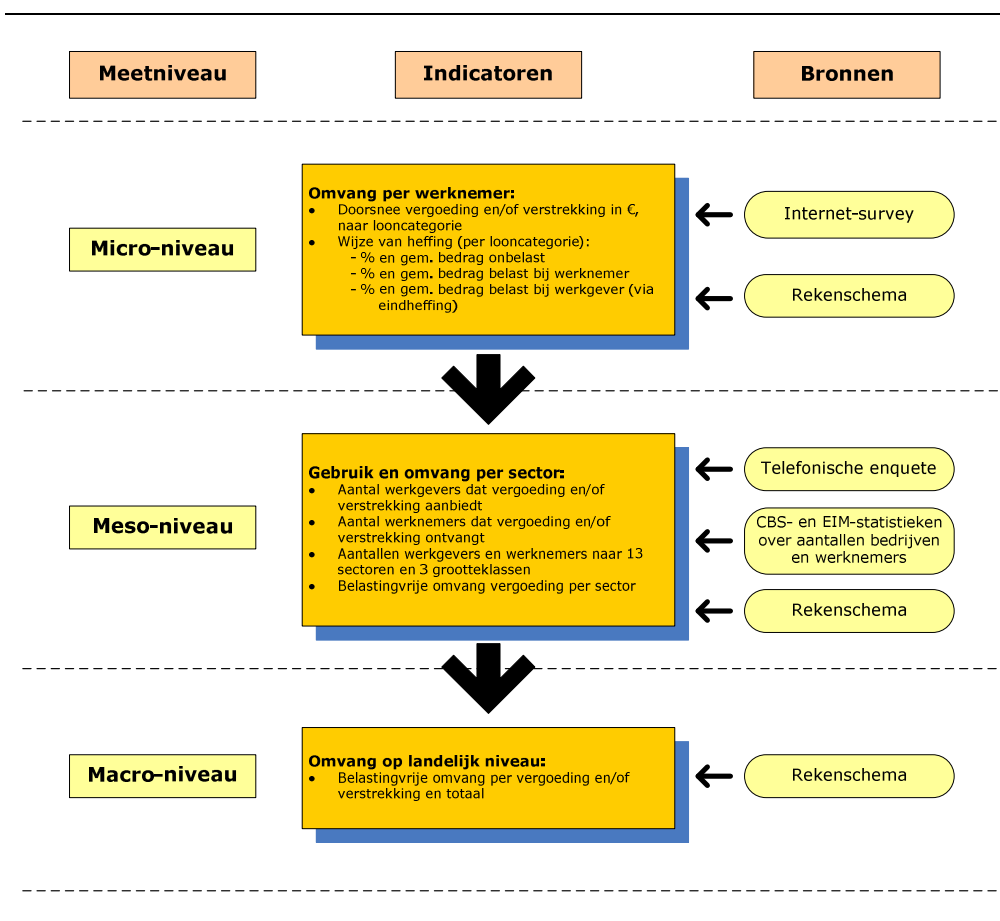 Meetniveau
Indicatoren
Bronnen
Micro-niveau
Omvang per werknemer:
• Doorsnee vergoeding en/of verstrekking in €,
naar looncategorie
• Wijze van heffing (per looncategorie):
- % en gem. bedrag onbelast
- % en gem. bedrag belast bij werknemer
- % en gem. bedrag belast bij werkgever (via
eindheffing)
Internet-survey
Rekenschema
Meso-niveau
Gebruik en omvang per sector:
• Aantal werkgevers dat vergoeding en/of
verstrekking aanbiedt
• Aantal werknemers dat vergoeding en/of
verstrekking ontvangt
• Aantallen werkgevers en werknemers naar 13
sectoren en 3 grootteklassen
• Belastingvrije omvang vergoeding per sector
Telefonische enquete
CBS- en EIM-statistieken
over aantallen bedrijven
en werknemers
Rekenschema
Macro-niveau
Omvang op landelijk niveau:
• Belastingvrije omvang per vergoeding en/of
verstrekking en totaal
Rekenschema